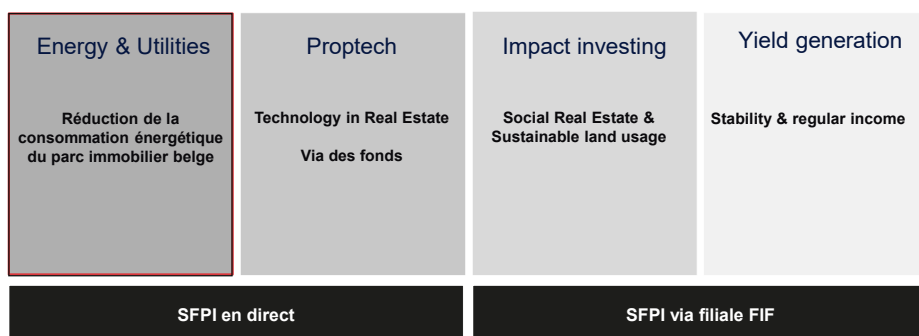 Energy & Utilities
Réduction de la
consommation énergétique
du parc immobilier belge
Proptech
Technology in Real Estate
Via des fonds
Impact investing
Social Real Estate &
Sustainable land usage
Yield generation
Stability & regular income
SFPI en direct
SFPI via filiale FIF